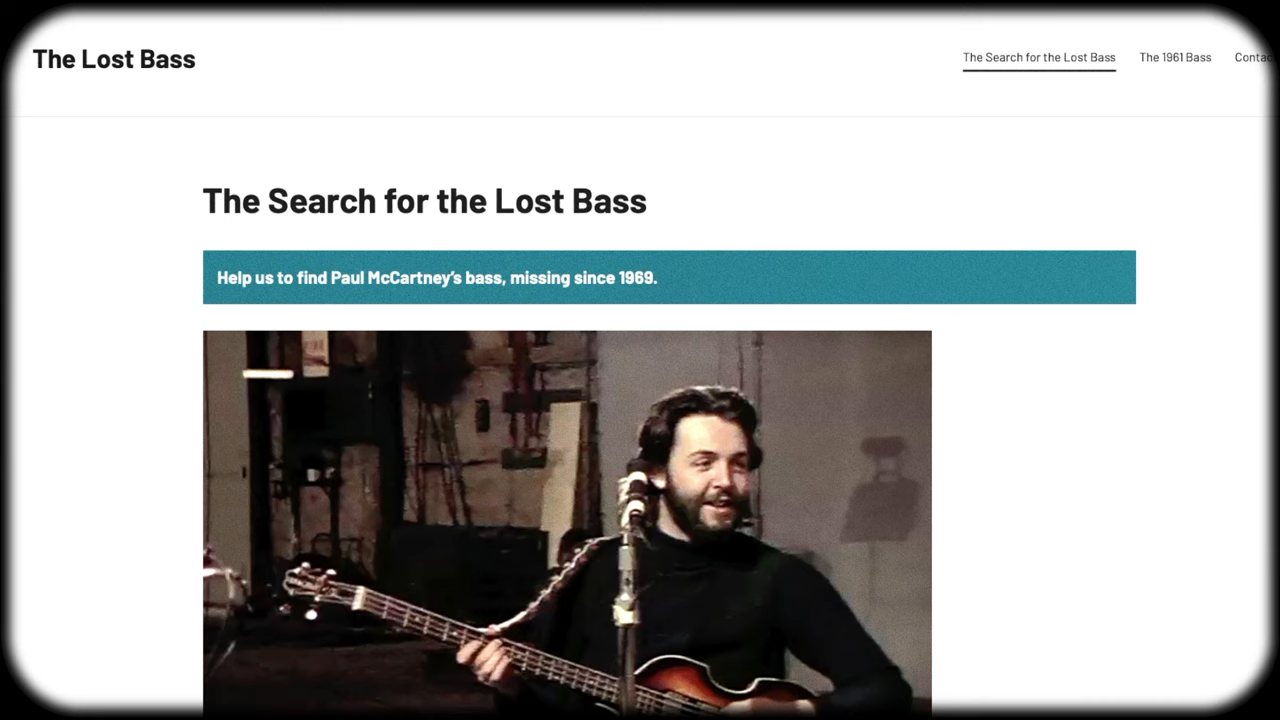 The Lost Bass
The Search for the Lost Bass The 1961 Bass Contact
The Search for the Lost Bass
Help us to find Paul McCartney’s bass, missing since 1969.